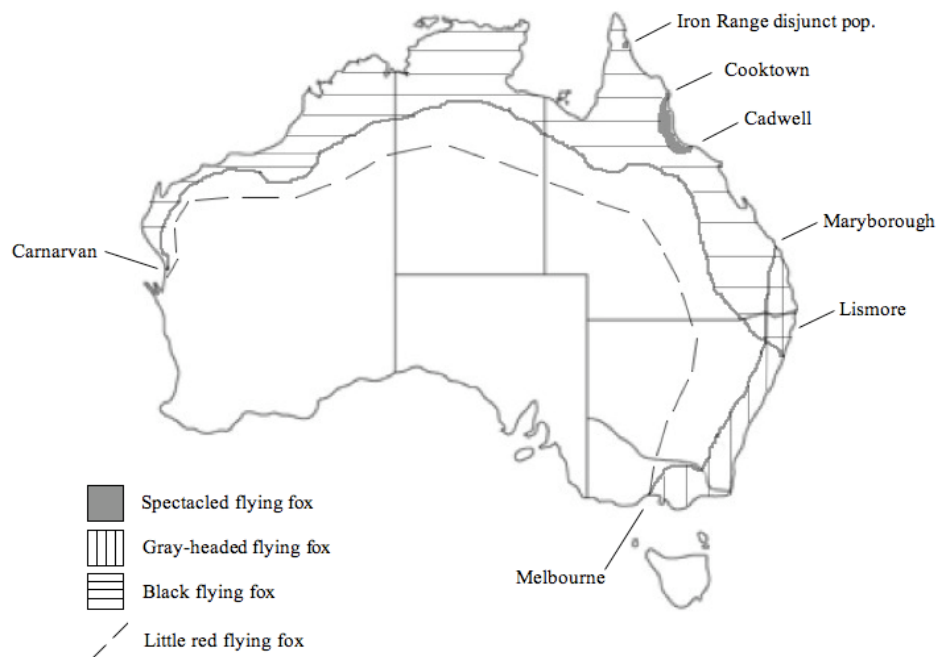 Iron Range disjunct pop.
Cooktown
Cadwell
Maryborough
Carnarvan
Lismore
Spectacled flying fox
Gray-headed flying fox
Melbourne
Black flying fox
Little red flying fox